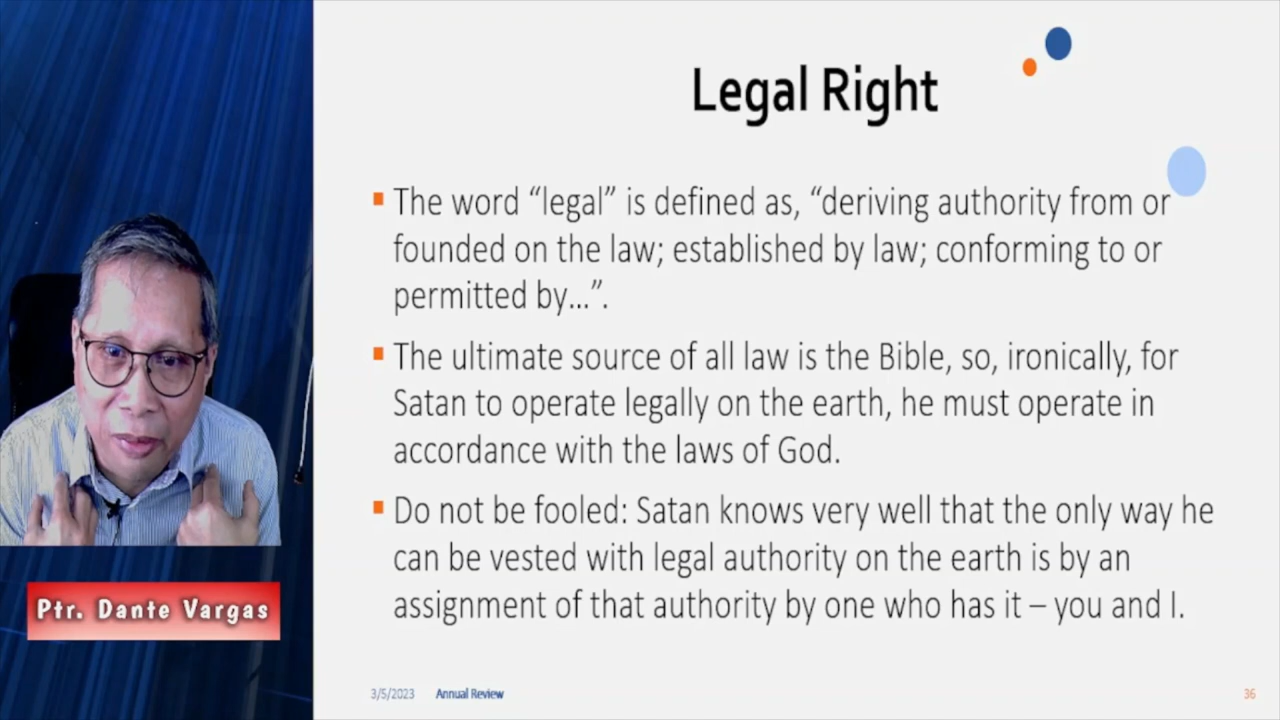 Legal Right
The word “legal” is defined as, “deriving authority from or
founded on the law; established by law; conforming to or
permitted by...”.
The ultimate source of all law is the Bible, so, ironically, for
Satan to operate legally on the earth, he must operate in
accordance with the laws of God.
Do not be fooled: Satan knows very well that the only way he
can be vested with legal authority on the earth is by an
assignment of that authority by one who has it – you and I.
Ptr. Dante Vargas
3/5/2023 Annual Review 36